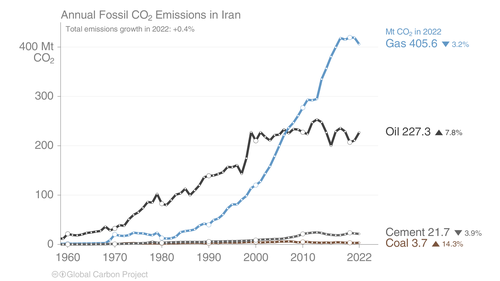 Annual Fossil CO₂ Emissions in Iran
Total emissions growth in 2022: +0.4%
400 Mt
CO₂
300
200
100
0
1960 1970 1980 1990 2000 2010 2022
Mt CO₂ in 2022
Gas 405.6 ▼ 3.2%
Oil 227.3 ▲ 7.8%
Cement 21.7 ▼ 3.9%
Coal 3.7 ▲ 14.3%
Global Carbon Project